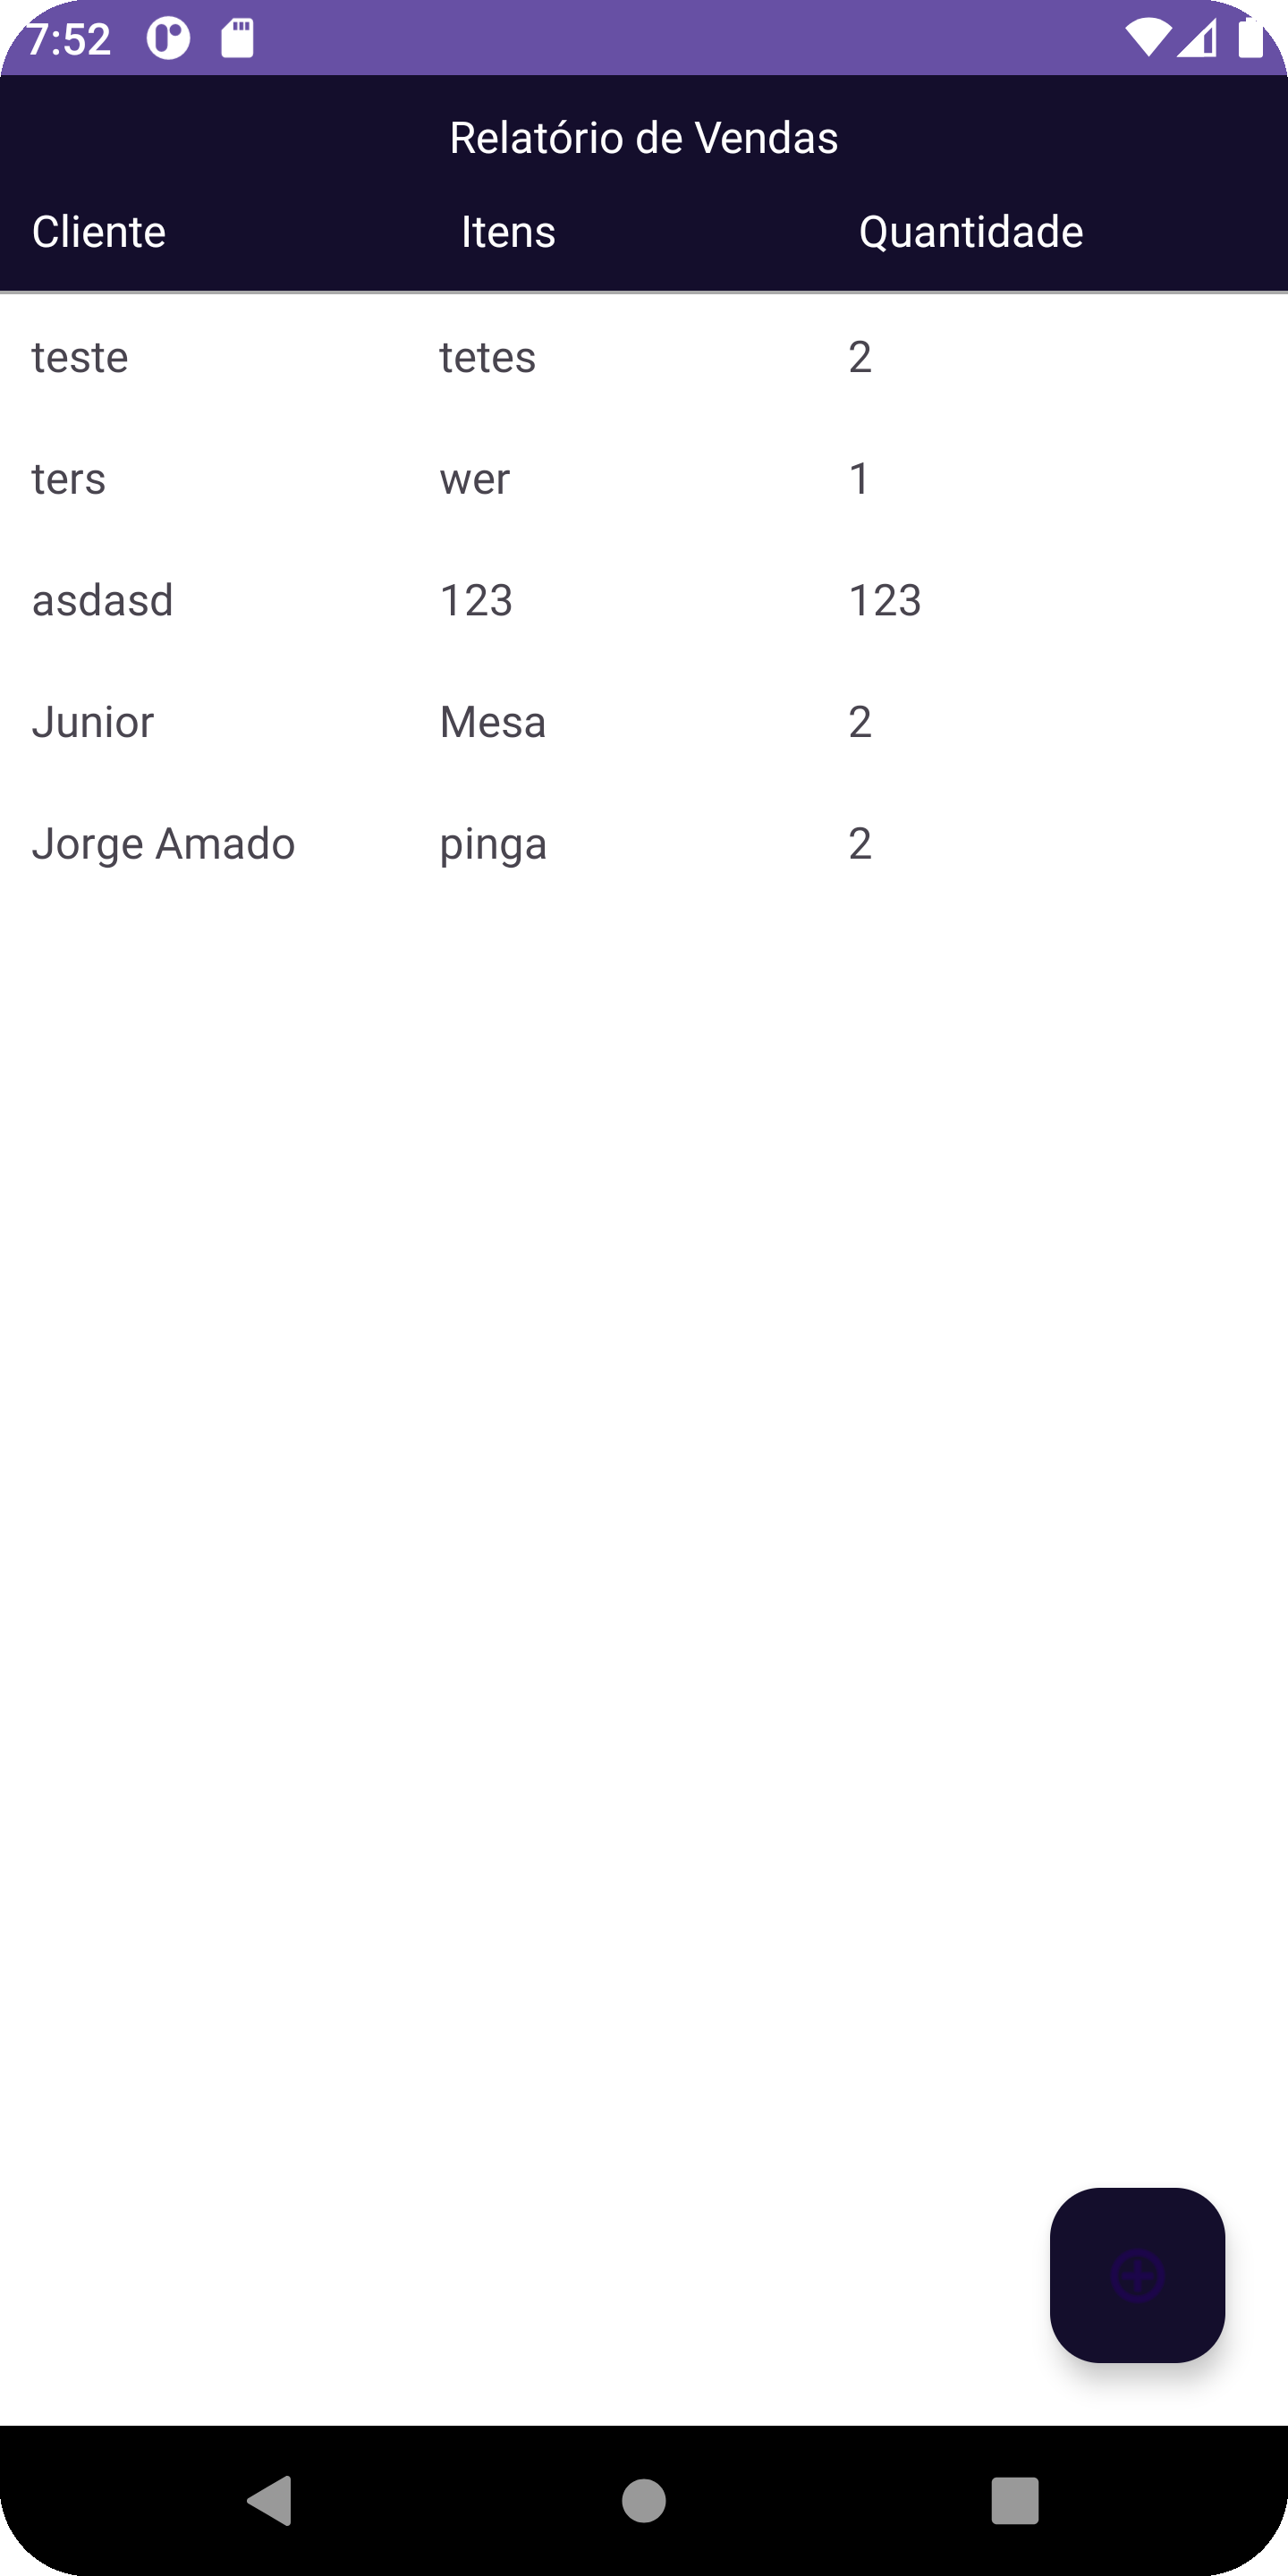 7:52
Relatório de Vendas
Cliente Itens Quantidade
teste tetes 2
ters wer 1
asdasd 123 123
Junior Mesa 2
Jorge Amado pinga 2